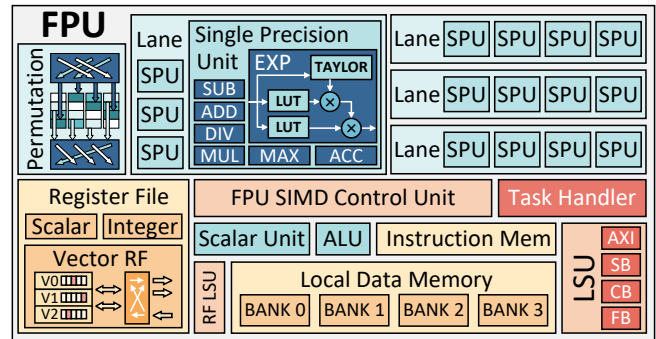 FPU
Permutation
Lane
SPU
SPU
SPU
Single Precision
Unit
EXP
TAYLOR
LUT
×
LUT
×
SUB
ADD
DIV
MUL
MAX
ACC
Lane SPU SPU SPU SPU
Lane SPU SPU SPU SPU
Lane SPU SPU SPU SPU
Register File
Scalar
Integer
Vector RF
V0
V1
V2
FPU SIMD Control Unit
Task Handler
Scalar Unit
ALU
Instruction Mem
RF LSU
Local Data Memory
BANK 0
BANK 1
BANK 2
BANK 3
LSU
AXI
SB
CB
FB